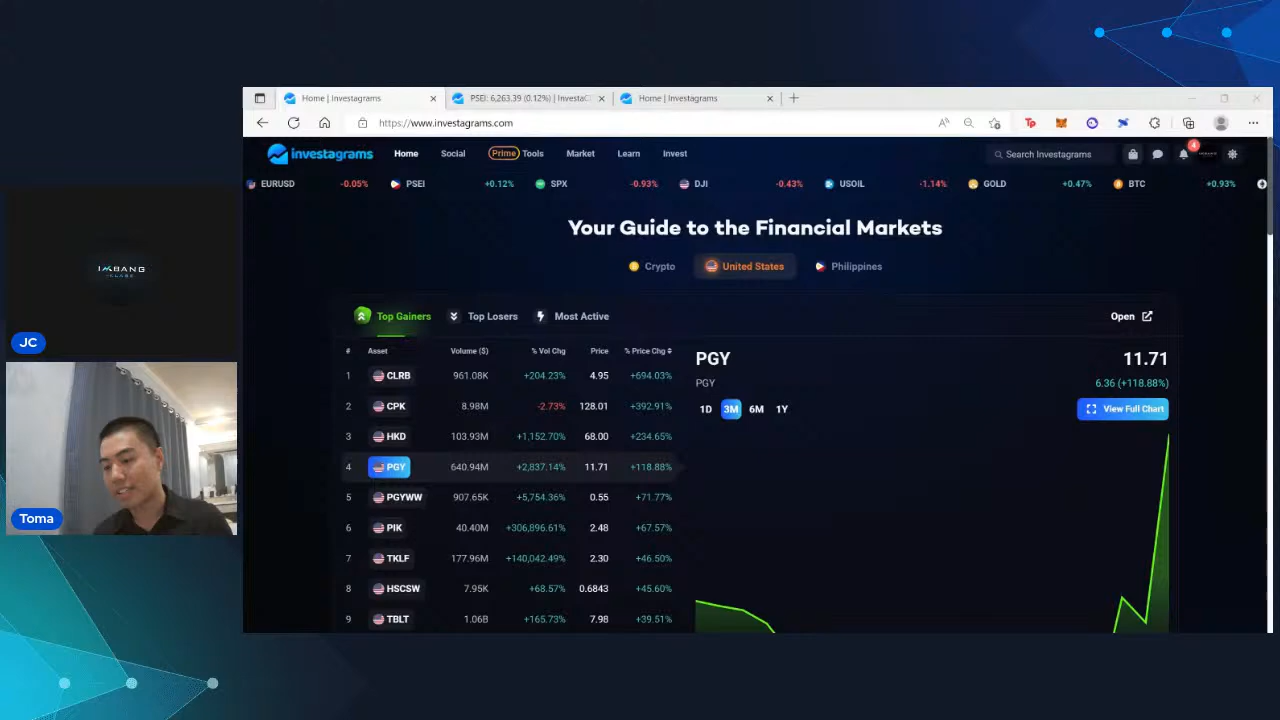 Home | Investagrams
PSEI: 6,263.39 (0.12%) | Investa
Home | Investagrams
https://www.investagrams.com
investagrams
Home
Social
Prime Tools
Market
Learn
Invest
Search Investagrams
4
EURUSD -0.05% PSEI +0.12% SPX -0.93% DJI -0.43% USOIL -1.14% GOLD +0.47% BTC +0.93%
Your Guide to the Financial Markets
Crypto
United States
Philippines
Top Gainers
Top Losers
Most Active
Open
# Asset Volume ($) % Vol Chg Price % Price Chg
1 CLRB 961.08K +204.23% 4.95 +694.03%
2 CPK 8.98M -2.73% 128.01 +392.91%
3 HKD 103.93M +1,152.70% 68.00 +234.65%
4 PGY 640.94M +2,837.14% 11.71 +118.88%
5 PGYWW 907.65K +5,754.36% 0.55 +71.77%
6 PIK 40.40M +306,896.61% 2.48 +67.57%
7 TKLF 177.96M +140,042.49% 2.30 +46.50%
8 HSCSW 7.95K +68.57% 0.6843 +45.60%
9 TBLT 1.06B +165.73% 7.98 +39.51%
PGY
11.71
PGY
6.36 (+118.88%)
1D 3M 6M 1Y
View Full Chart
JC
Toma